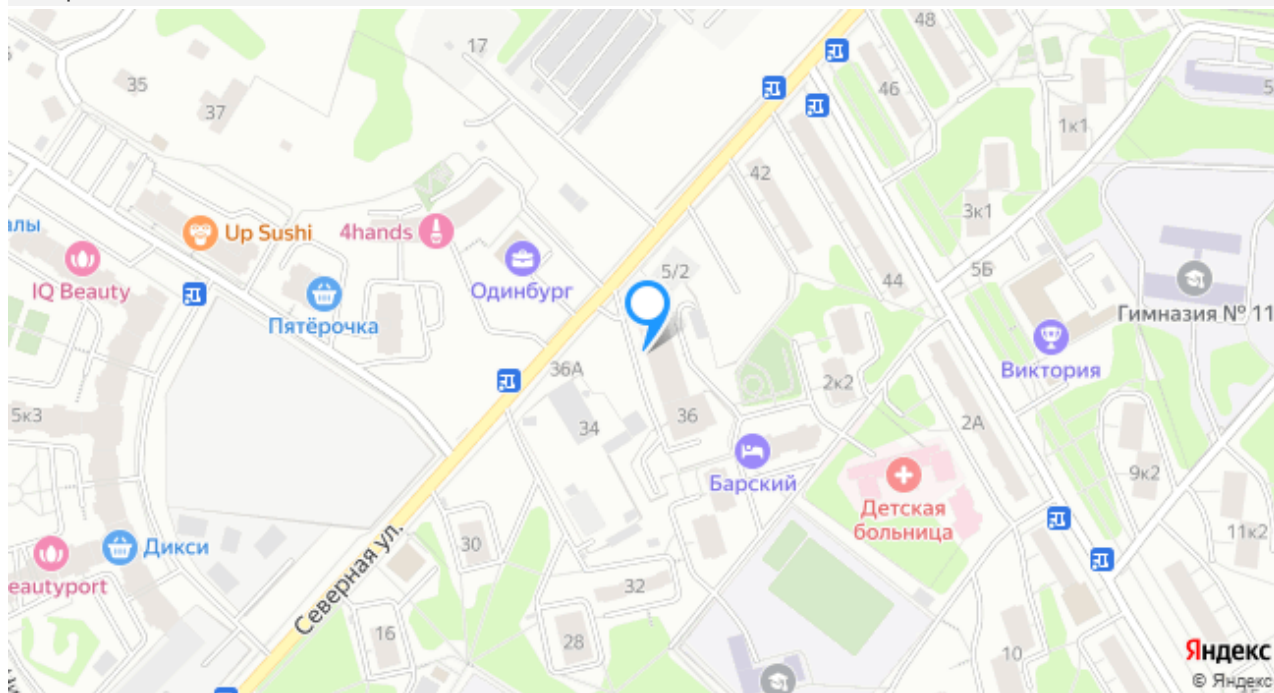 48
17
35
46
37
1к1
5
42
3к1
алы
Up Sushi
4hands
5/2
5Б
IQ Beauty
Одинбург
44
Гимназия № 11
Пятёрочка
36А
Виктория
2к2
5к3
34
36
2А
Барский
9к2
Детская
больница
Дикси
30
11к2
eautyport
32
Северная ул.
16
28
10
Яндекс
© Яндекс